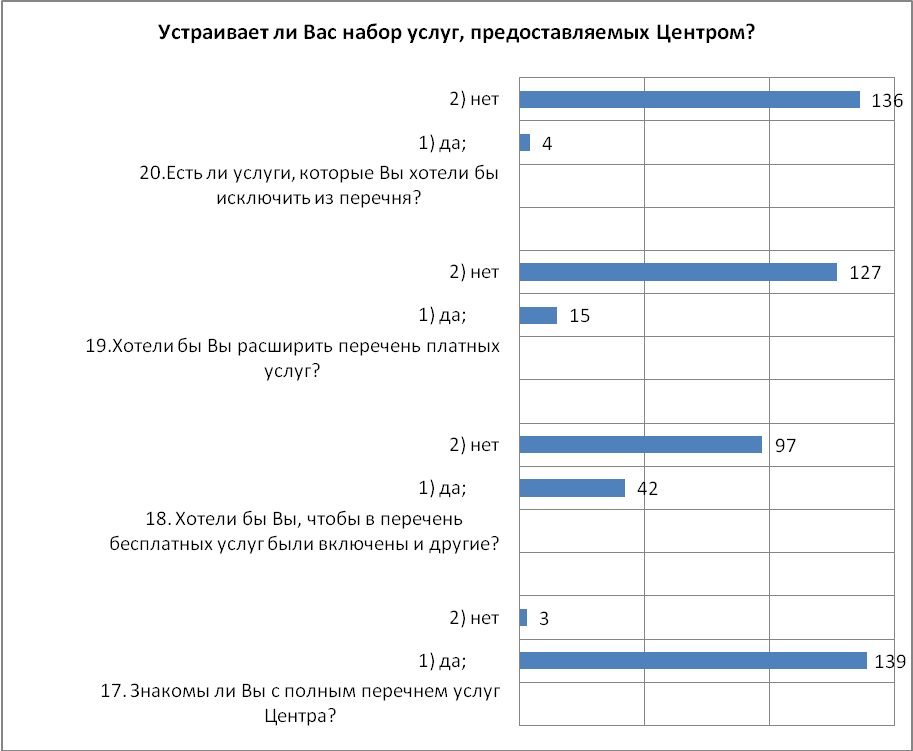 Устраивает ли Вас набор услуг, предоставляемых Центром?
2) нет
136
1) да;
4
20.Есть ли услуги, которые Вы хотели бы
исключить из перечня?
2) нет
127
1) да;
15
19.Хотели бы Вы расширить перечень платных
услуг?
2) нет
97
1) да;
42
18. Хотели бы Вы, чтобы в перечень
бесплатных услуг были включены и другие?
2) нет
3
1) да;
139
17. Знакомы ли Вы с полным перечнем услуг
Центра?